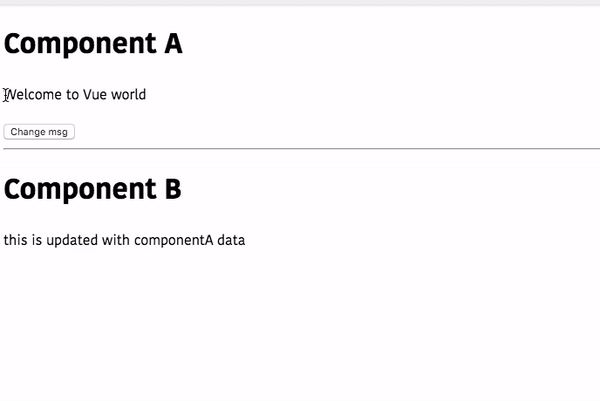 Component A
Welcome to Vue world
Change msg
Component B
this is updated with componentA data